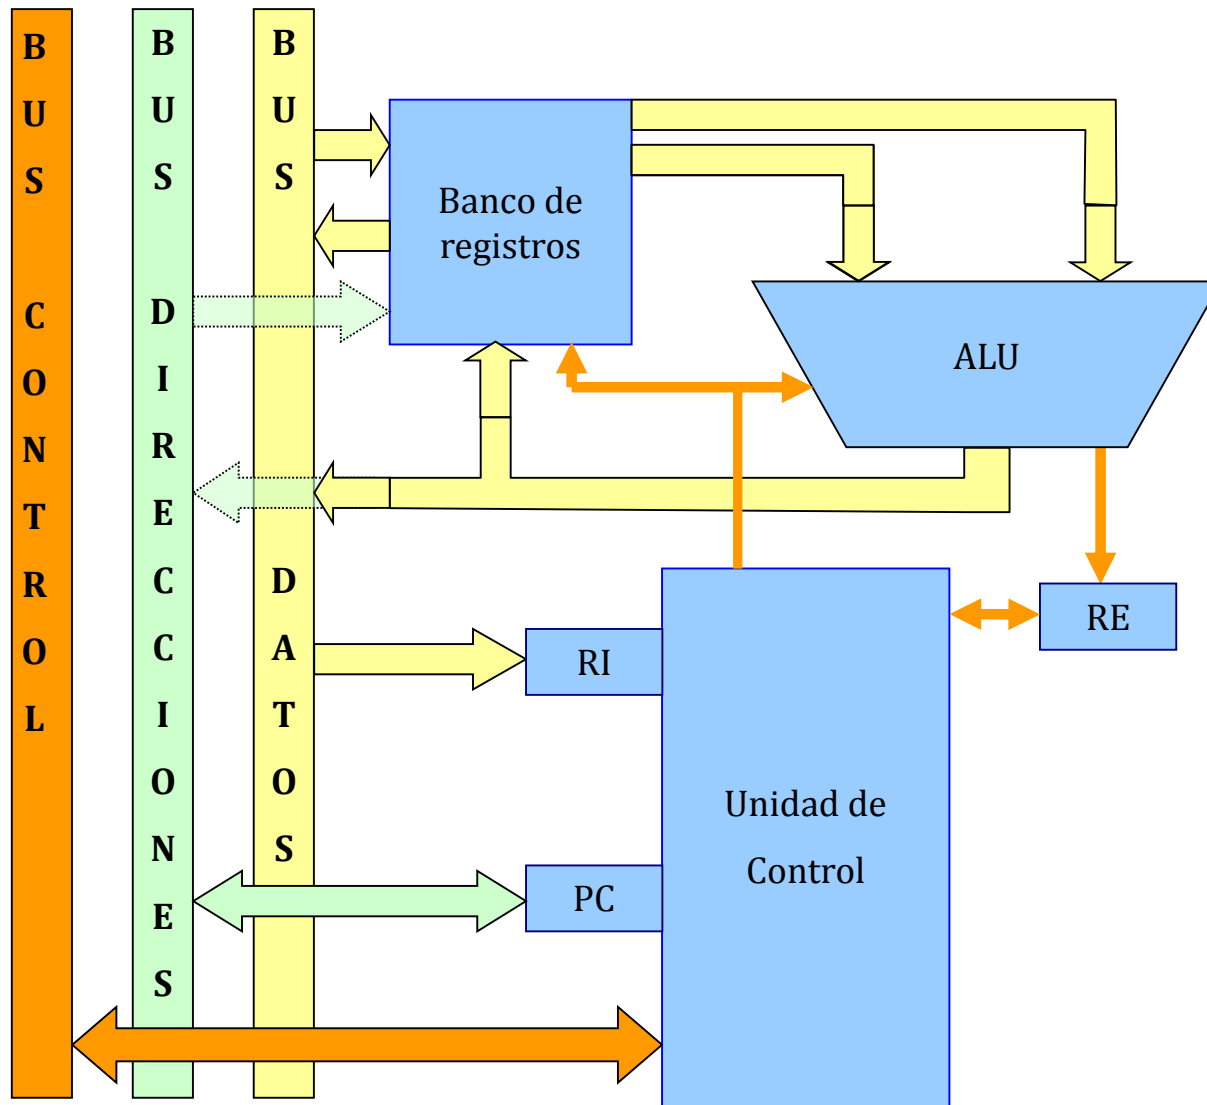 BUS CONTROL
BUS DIRECCIONES
BUS DATOS
Banco de
registros
ALU
RE
RI
Unidad de
Control
PC